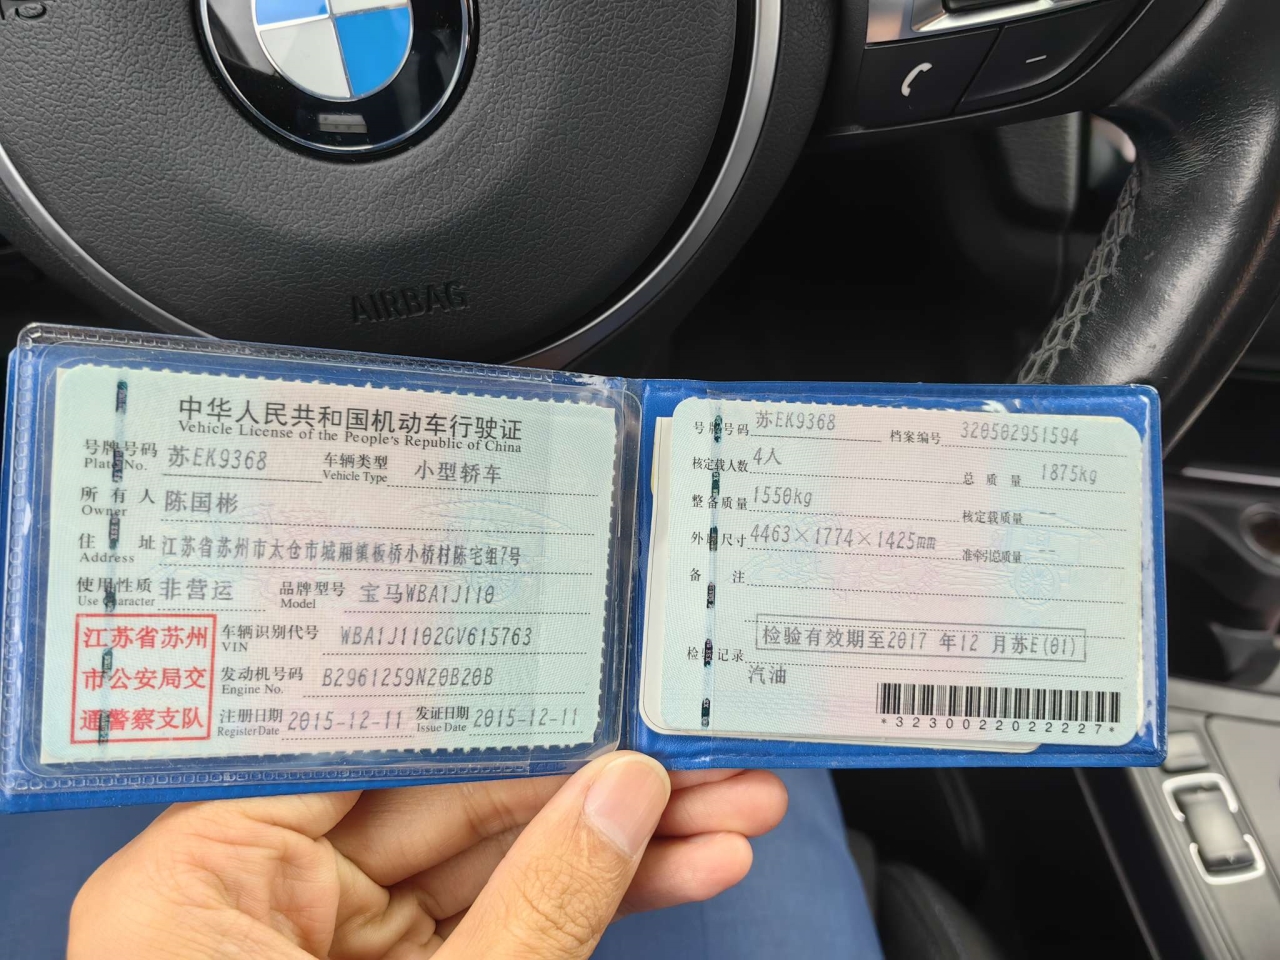 AIRBAG
中华人民共和国机动车行驶证
Vehicle License of the People's Republic of China
号牌号码 苏EK9368 车辆类型 小型轿车
Plate No. Vehicle Type
所有人 陈国彬
Owner
住址 江苏省苏州市太仓市城厢镇板桥小桥村陈宅组7号
Address
使用性质 非营运 品牌型号 宝马WBA1J110
Use Character Model
江苏省苏州
市公安局交
通警察支队
车辆识别代号 WBA1J1102GV615763
VIN
发动机号码 B2961259N20B20B
Engine No.
注册日期 2015-12-11 发证日期 2015-12-11
Register Date Issue Date
号牌号码 苏EK9368 档案编号 320502951594
核定载人数 4人 总质量 1875kg
整备质量 1550kg 核定载质量 --
外廓尺寸 4463×1774×1425mm 准牵引总质量 --
备注
检验有效期至2017 年12 月苏E(01)
检验记录
汽油
*3230022022227*